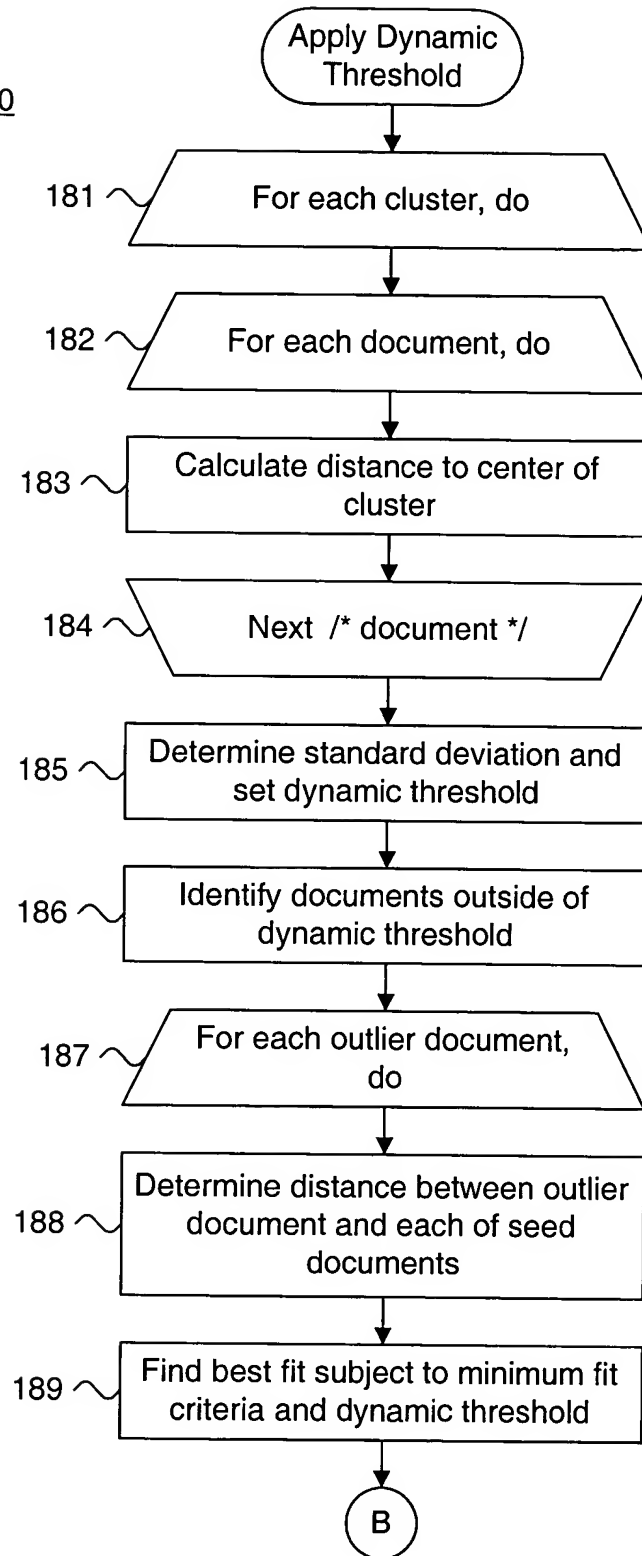 Apply Dynamic
Threshold
0
181
For each cluster, do
182
For each document, do
183
Calculate distance to center of
cluster
184
Next /* document */
185
Determine standard deviation and
set dynamic threshold
186
Identify documents outside of
dynamic threshold
187
For each outlier document,
do
188
Determine distance between outlier
document and each of seed
documents
189
Find best fit subject to minimum fit
criteria and dynamic threshold
B